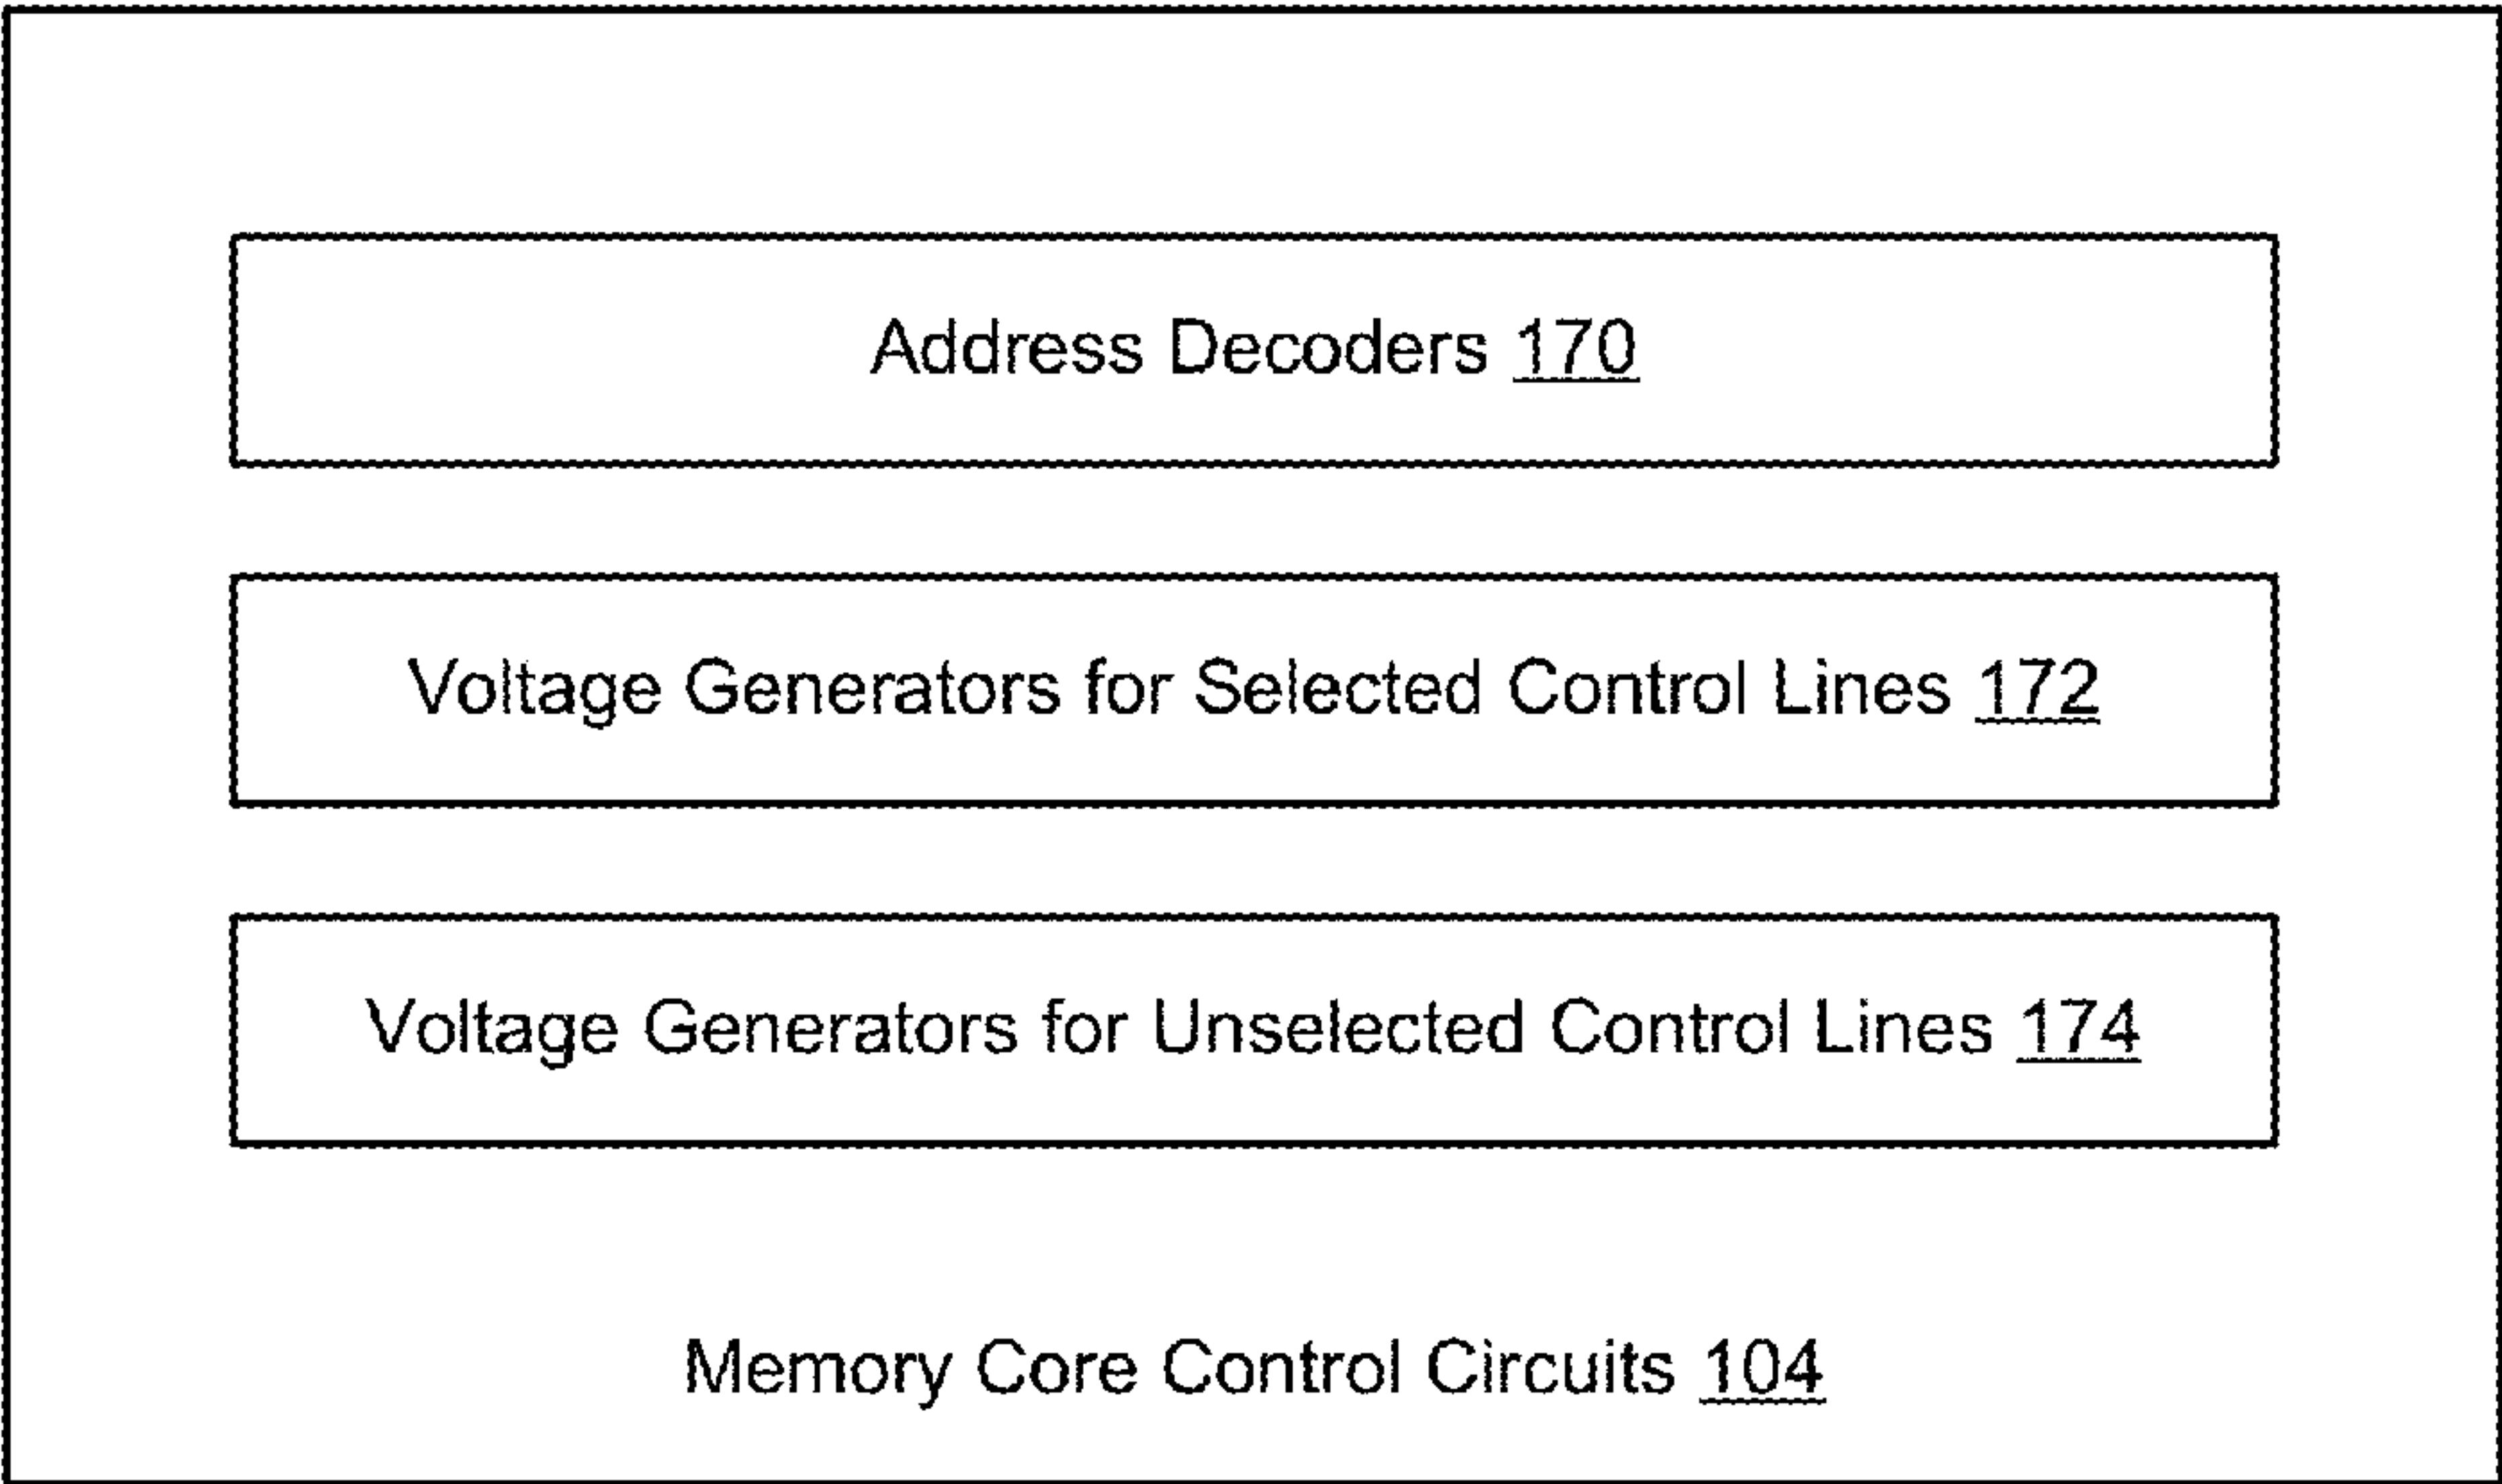 Address Decoders 170
Voltage Generators for Selected Control Lines 172
Voltage Generators for Unselected Control Lines 174
Memory Core Control Circuits 104